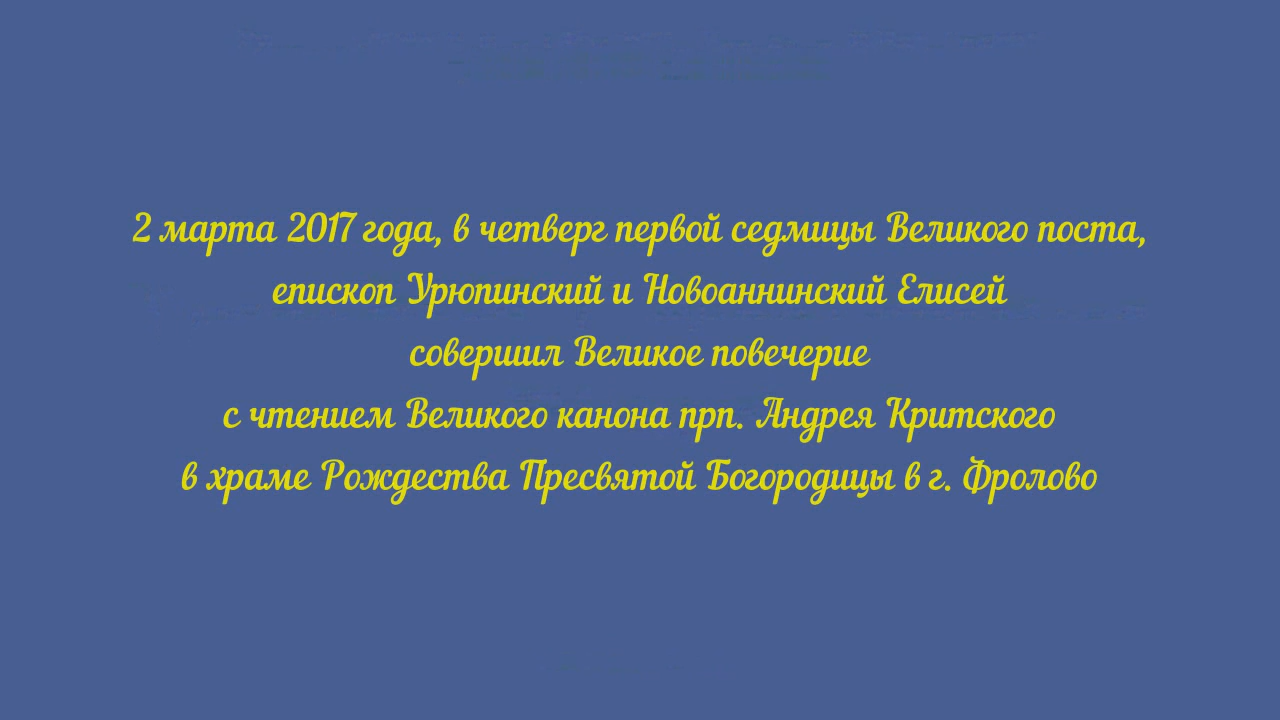 2 марта 2017 года, в четверг первой седмицы Великого поста,
епископ Урюпинский и Новоаннинский Елисей
совершил Великое повечерие
с чтением Великого канона прп. Андрея Критского
в храме Рождества Пресвятой Богородицы в г. Фролово